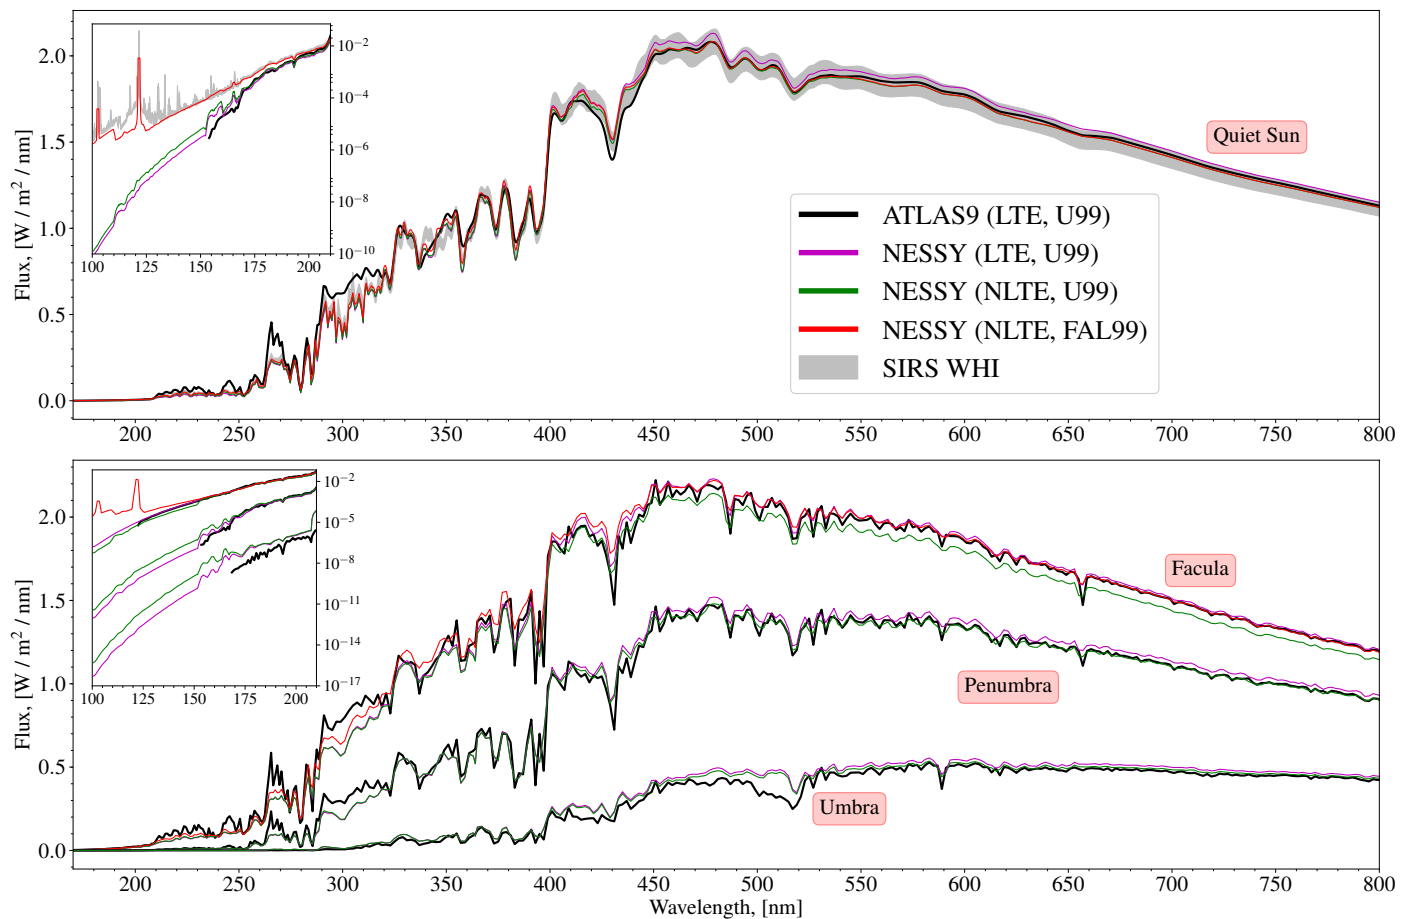 Flux, [W / m² / nm]
2.0
1.5
1.0
0.5
0.0
200 250 300 350 400 450 500 550 600 650 700 750 800
10⁻²
10⁻⁴
10⁻⁶
10⁻⁸
10⁻¹⁰
100 125 150 175 200
Quiet Sun
ATLAS9 (LTE, U99)
NESSY (LTE, U99)
NESSY (NLTE, U99)
NESSY (NLTE, FAL99)
SIRS WHI
Flux, [W / m² / nm]
2.0
1.5
1.0
0.5
0.0
10⁻²
10⁻⁵
10⁻⁸
10⁻¹¹
10⁻¹⁴
10⁻¹⁷
100 125 150 175 200
Facula
Penumbra
Umbra
200 250 300 350 400 450 500 550 600 650 700 750 800
Wavelength, [nm]